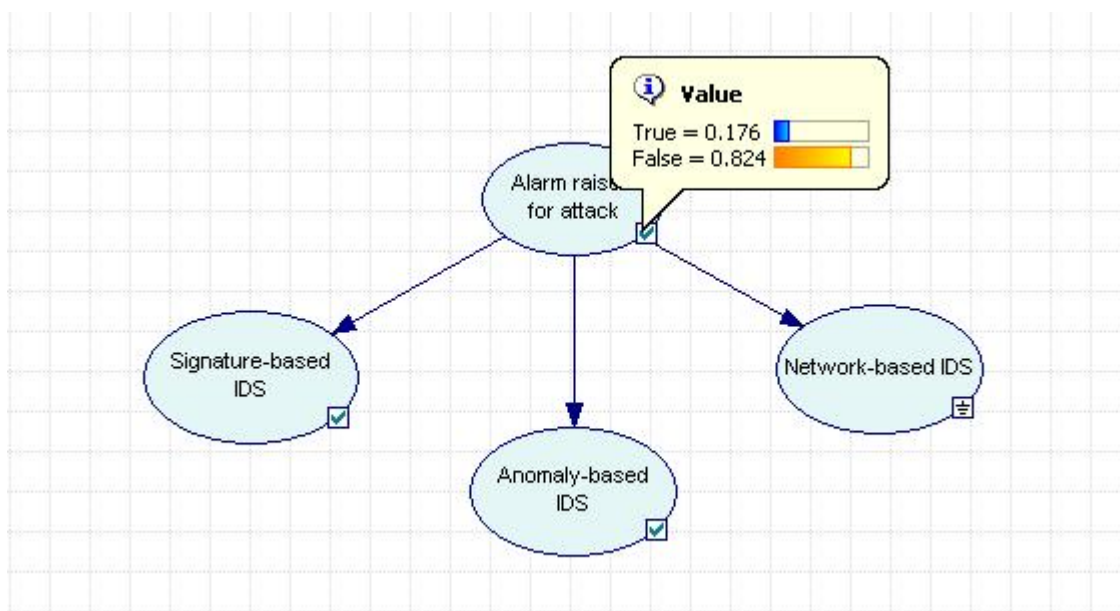 Value
True = 0.176
False = 0.824
Alarm
for attack
Signature-based
IDS
Network-based IDS
Anomaly-based
IDS